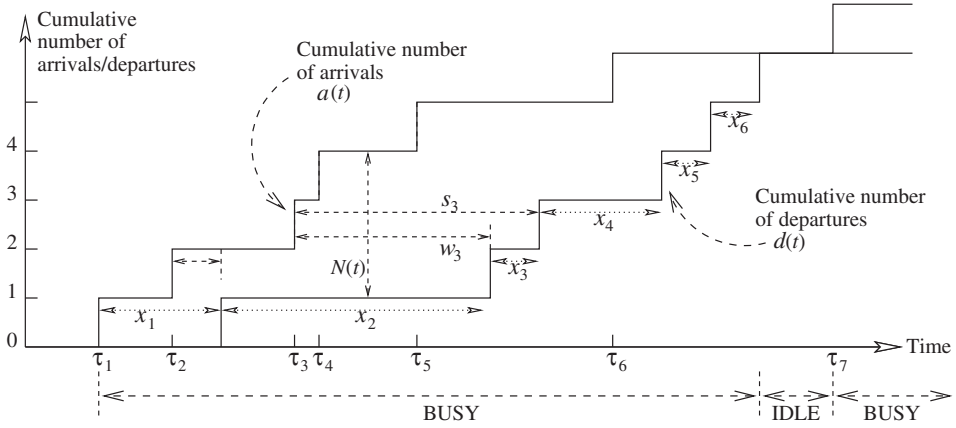 Cumulative
number of
arrivals/departures
Cumulative number
of arrivals
a(t)
4
3
2
1
0
s₃
w₃
N(t)
x₁
x₂
x₃
x₄
x₅
x₆
Cumulative number
of departures
d(t)
τ₁
τ₂
τ₃
τ₄
τ₅
τ₆
τ₇
Time
BUSY
IDLE
BUSY